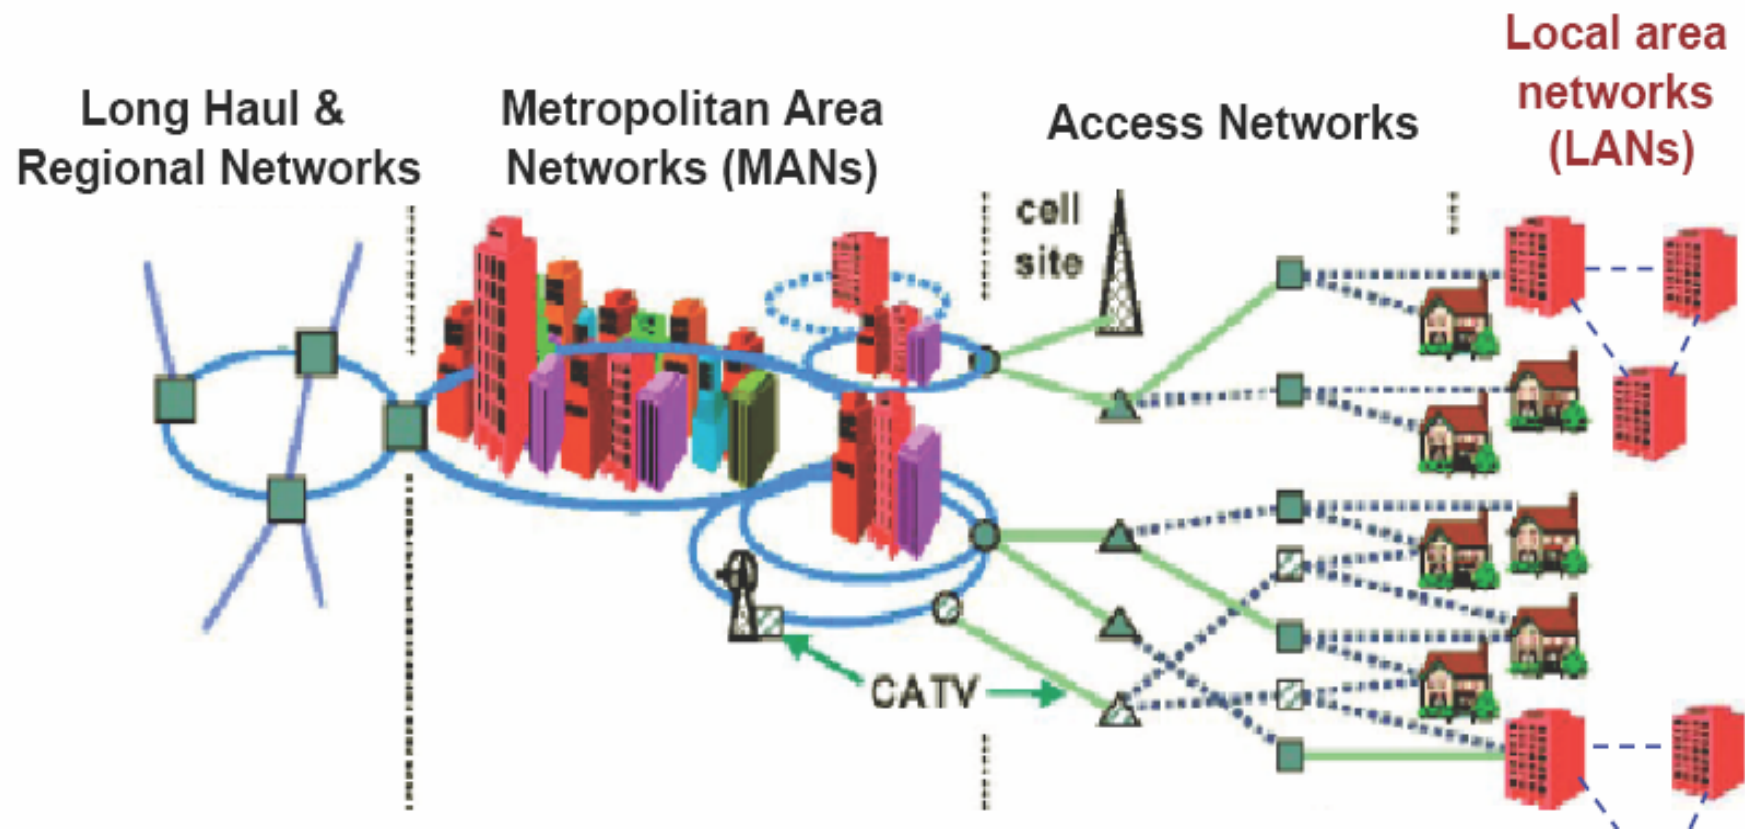 Long Haul &
Regional Networks
Metropolitan Area
Networks (MANs)
Access Networks
Local area
networks
(LANs)
cell
site
CATV